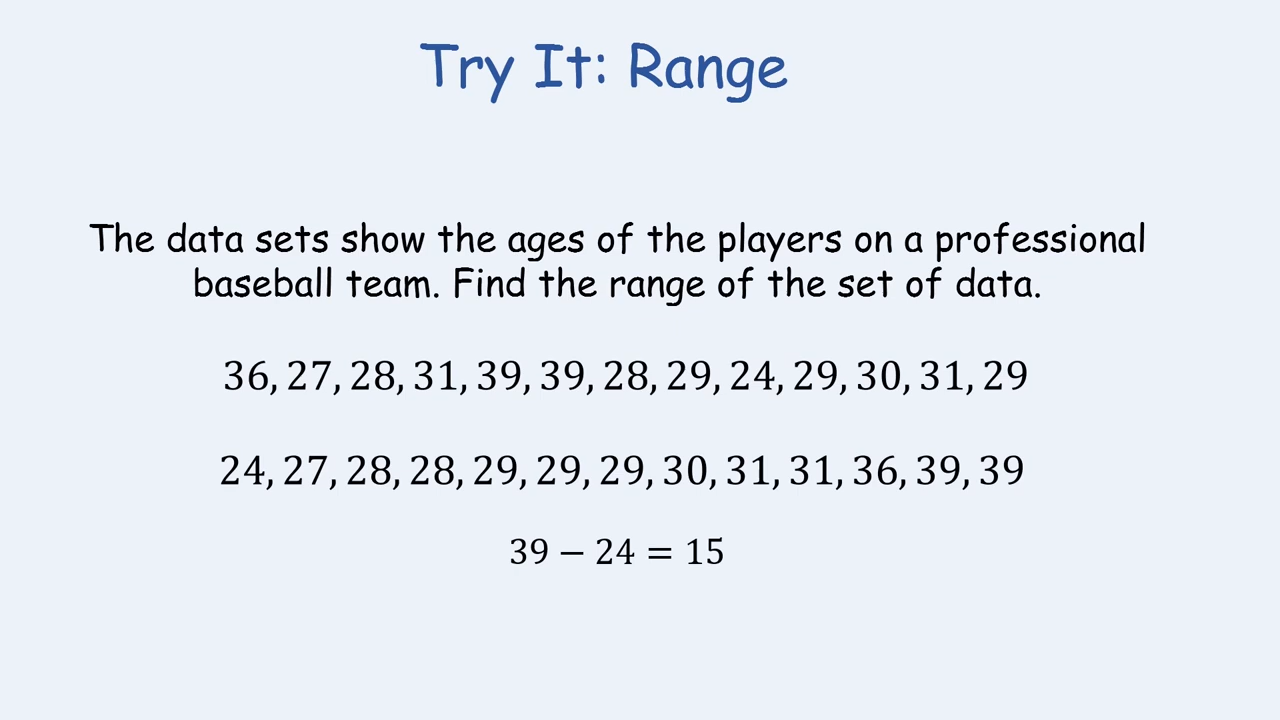 Try It: Range
The data sets show the ages of the players on a professional
baseball team. Find the range of the set of data.
36, 27, 28, 31, 39, 39, 28, 29, 24, 29, 30, 31, 29
24, 27, 28, 28, 29, 29, 29, 30, 31, 31, 36, 39, 39
39 − 24 = 15